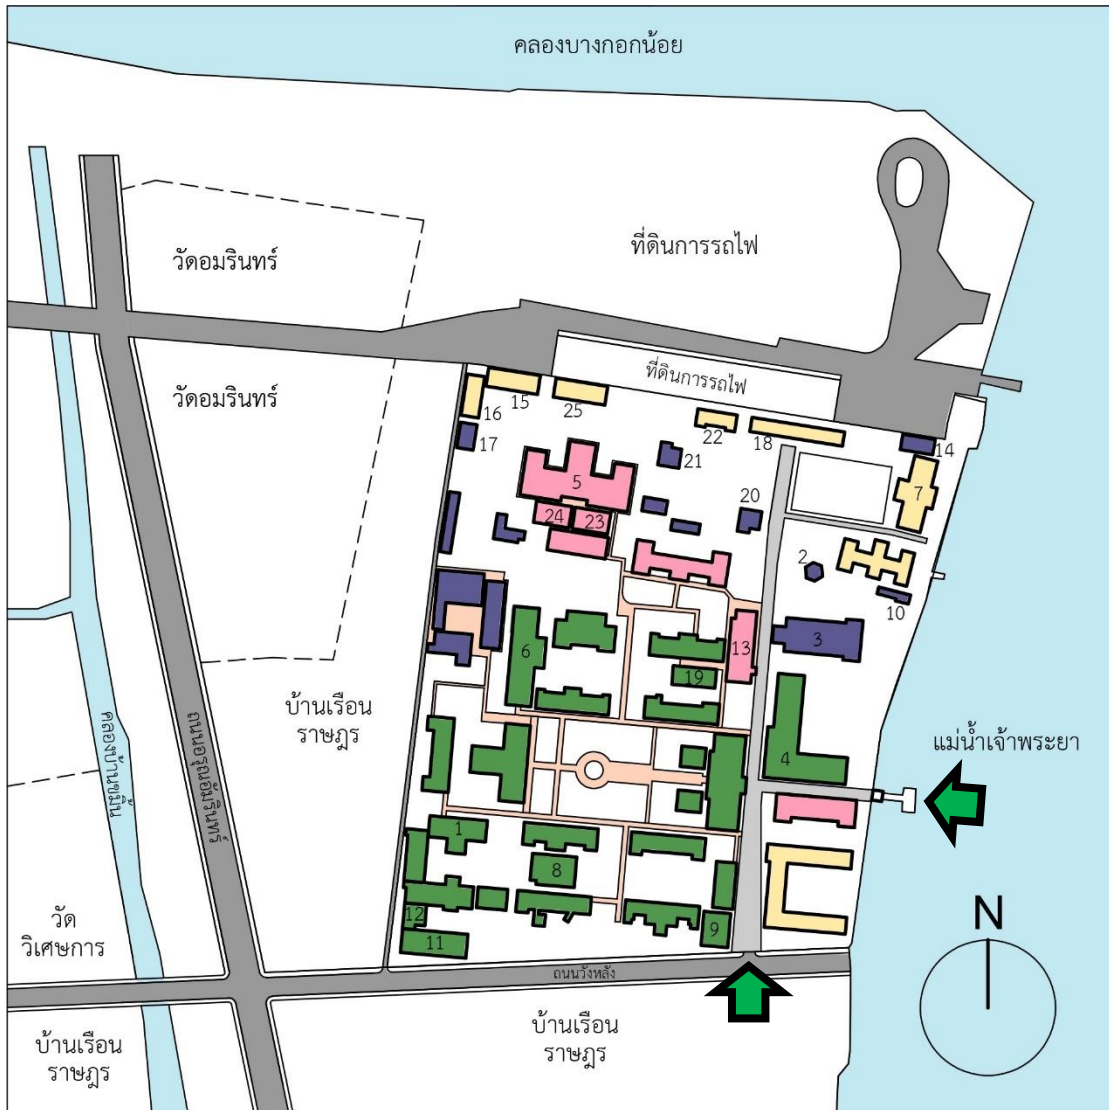 คลองบางกอกน้อย
วัดอมรินทร์
ที่ดินการรถไฟ
ที่ดินการรถไฟ
วัดอมรินทร์
16
15
25
22
18
14
17
21
5
7
24
23
20
2
10
6
13
3
19
บ้านเรือน
ราษฎร
คลองบ้านขมิ้น
ถนนอรุณอัมรินทร์
แม่น้ำเจ้าพระยา
4
1
8
12
9
11
วัด
วิเศษการ
ถนนวังหลัง
N
บ้านเรือน
ราษฎร
บ้านเรือน
ราษฎร